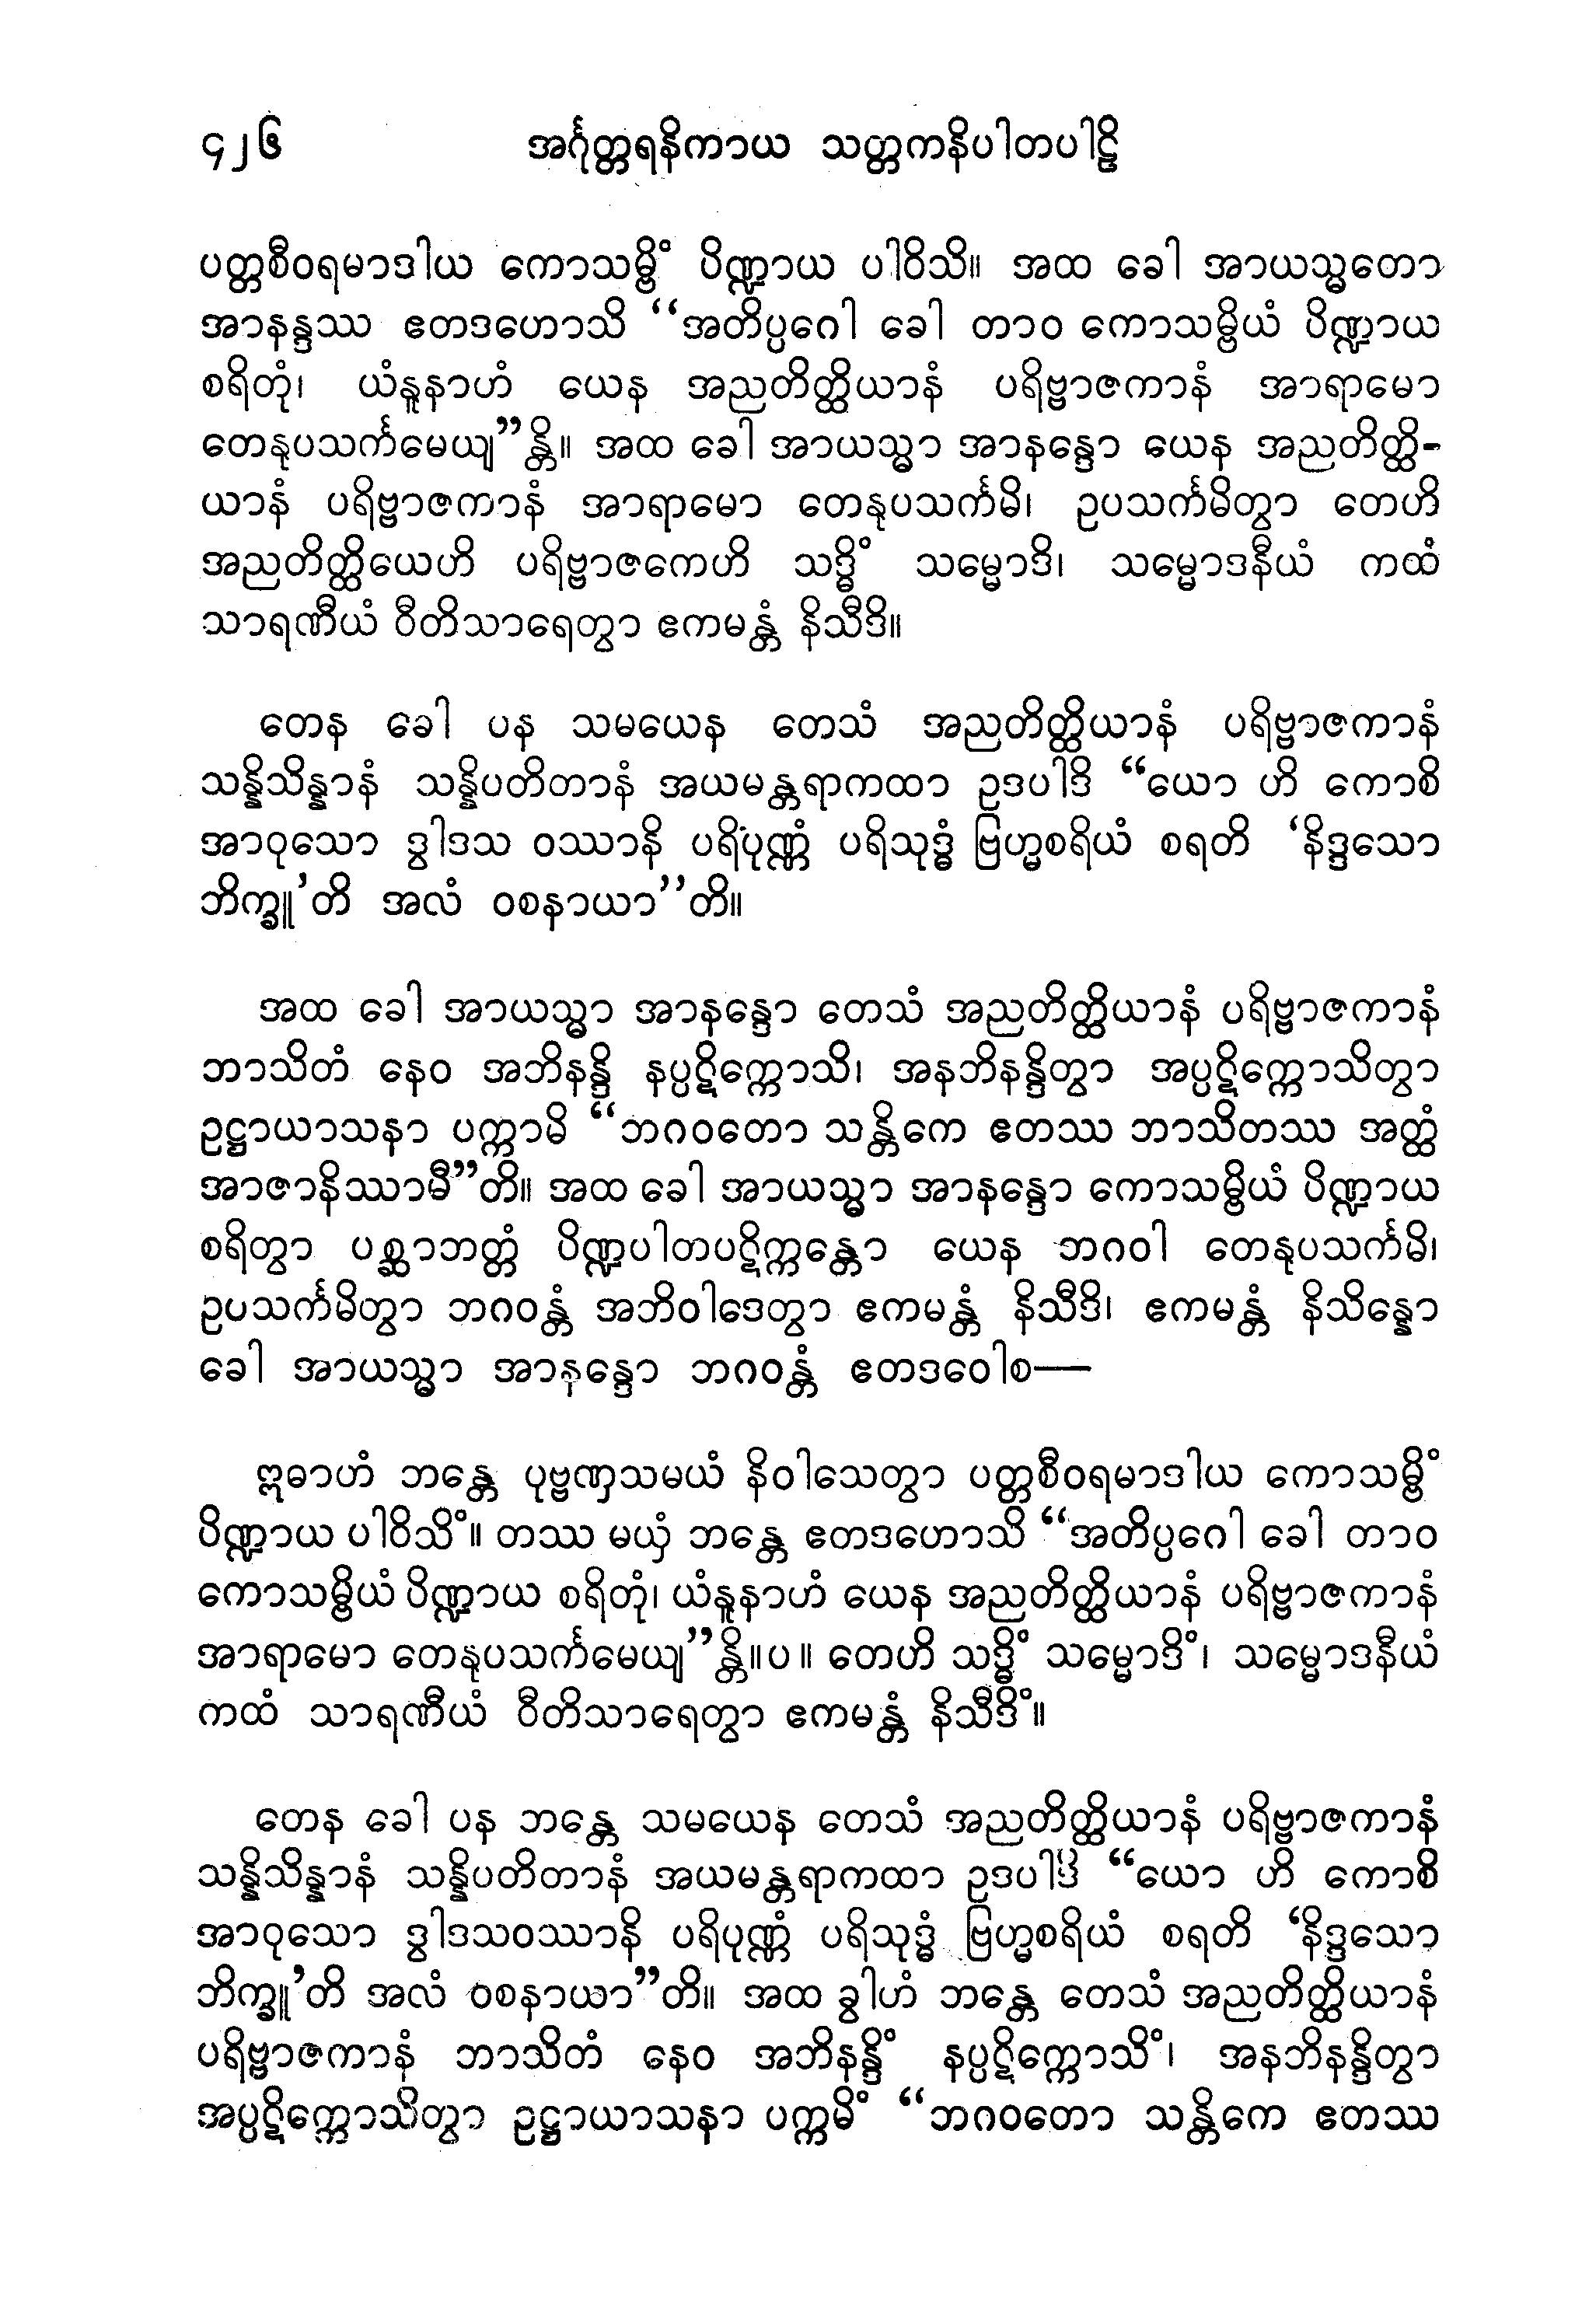 ၄၂၆ အင်္ဂုတ္တရနိကာယ သတ္တကနိပါတပါဠိ
ပတ္တစီဝရမာဒါယ ကောသမ္ဗိံ ပိဏ္ဍာယ ပါဝိသိ။ အထ ခေါ အာယသ္မတော
အာနန္ဒဿ ဧတဒဟောသိ “အတိပ္ပဂေါ ခေါ တာဝ ကောသမ္ဗိယံ ပိဏ္ဍာယ
စရိတုံ၊ ယံနူနာဟံ ယေန အညတိတ္ထိယာနံ ပရိဗ္ဗာဇကာနံ အာရာမော
တေနုပသင်္ကမေယျ”န္တိ။ အထ ခေါ အာယသ္မာ အာနန္ဒော ယေန အညတိတ္ထိ-
ယာနံ ပရိဗ္ဗာဇကာနံ အာရာမော တေနုပသင်္ကမိ၊ ဥပသင်္ကမိတွာ တေဟိ
အညတိတ္ထိယေဟိ ပရိဗ္ဗာဇကေဟိ သဒ္ဓိံ သမ္မောဒိ၊ သမ္မောဒနီယံ ကထံ
သာရဏီယံ ဝီတိသာရေတွာ ဧကမန္တံ နိသီဒိ။
တေန ခေါ ပန သမယေန တေသံ အညတိတ္ထိယာနံ ပရိဗ္ဗာဇကာနံ
သန္နိသိန္နာနံ သန္နိပတိတာနံ အယမန္တရာကထာ ဥဒပါဒိ “ယော ဟိ ကောစိ
အာဝုသော ဒွါဒသ ဝဿာနိ ပရိပုဏ္ဏံ ပရိသုဒ္ဓံ ဗြဟ္မစရိယံ စရတိ ‘နိဒ္ဒသော
ဘိက္ခူ’တိ အလံ ဝစနာယာ”တိ။
အထ ခေါ အာယသ္မာ အာနန္ဒော တေသံ အညတိတ္ထိယာနံ ပရိဗ္ဗာဇကာနံ
ဘာသိတံ နေဝ အဘိနန္ဒိ နပ္ပဋိက္ကောသိ၊ အနဘိနန္ဒိတွာ အပ္ပဋိက္ကောသိတွာ
ဥဋ္ဌာယာသနာ ပက္ကာမိ “ဘဂဝတော သန္တိကေ ဧတဿ ဘာသိတဿ အတ္ထံ
အာဇာနိဿာမီ”တိ။ အထ ခေါ အာယသ္မာ အာနန္ဒော ကောသမ္ဗိယံ ပိဏ္ဍာယ
စရိတွာ ပစ္ဆာဘတ္တံ ပိဏ္ဍပါတပဋိက္ကန္တော ယေန ဘဂဝါ တေနုပသင်္ကမိ၊
ဥပသင်္ကမိတွာ ဘဂဝန္တံ အဘိဝါဒေတွာ ဧကမန္တံ နိသီဒိ၊ ဧကမန္တံ နိသိန္နော
ခေါ အာယသ္မာ အာနန္ဒော ဘဂဝန္တံ ဧတဒဝေါစ—
ဣဓာဟံ ဘန္တေ ပုဗ္ဗဏှသမယံ နိဝါသေတွာ ပတ္တစီဝရမာဒါယ ကောသမ္ဗိံ
ပိဏ္ဍာယ ပါဝိသိံ။ တဿ မယှံ ဘန္တေ ဧတဒဟောသိ “အတိပ္ပဂေါ ခေါ တာဝ
ကောသမ္ဗိယံ ပိဏ္ဍာယ စရိတုံ၊ ယံနူနာဟံ ယေန အညတိတ္ထိယာနံ ပရိဗ္ဗာဇကာနံ
အာရာမော တေနုပသင်္ကမေယျ”န္တိ။ပ။ တေဟိ သဒ္ဓိံ သမ္မောဒိံ၊ သမ္မောဒနီယံ
ကထံ သာရဏီယံ ဝီတိသာရေတွာ ဧကမန္တံ နိသီဒိံ။
တေန ခေါ ပန ဘန္တေ သမယေန တေသံ အညတိတ္ထိယာနံ ပရိဗ္ဗာဇကာနံ
သန္နိသိန္နာနံ သန္နိပတိတာနံ အယမန္တရာကထာ ဥဒပါဒိ “ယော ဟိ ကောစိ
အာဝုသော ဒွါဒသဝဿာနိ ပရိပုဏ္ဏံ ပရိသုဒ္ဓံ ဗြဟ္မစရိယံ စရတိ ‘နိဒ္ဒသော
ဘိက္ခူ’တိ အလံ ဝစနာယာ”တိ။ အထ ခွါဟံ ဘန္တေ တေသံ အညတိတ္ထိယာနံ
ပရိဗ္ဗာဇကာနံ ဘာသိတံ နေဝ အဘိနန္ဒိံ နပ္ပဋိက္ကောသိံ၊ အနဘိနန္ဒိတွာ
အပ္ပဋိက္ကောသိတွာ ဥဋ္ဌာယာသနာ ပက္ကမိံ “ဘဂဝတော သန္တိကေ ဧတဿ